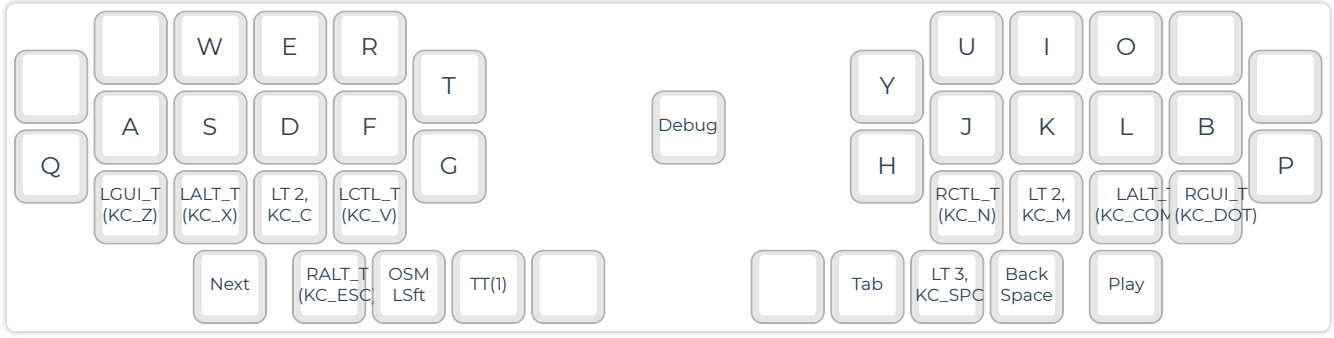 W E R U I O
T Y
A S D F Debug J K L B
Q G H P
LGUI_T LALT_T LT 2, LCTL_T RCTL_T LT 2, LALT_T RGUI_T
(KC_Z) (KC_X) KC_C (KC_V) (KC_N) KC_M (KC_COM (KC_DOT)
Next RALT_T OSM TT(1) Tab LT 3, Back Play
(KC_ESC) LSft KC_SPC Space